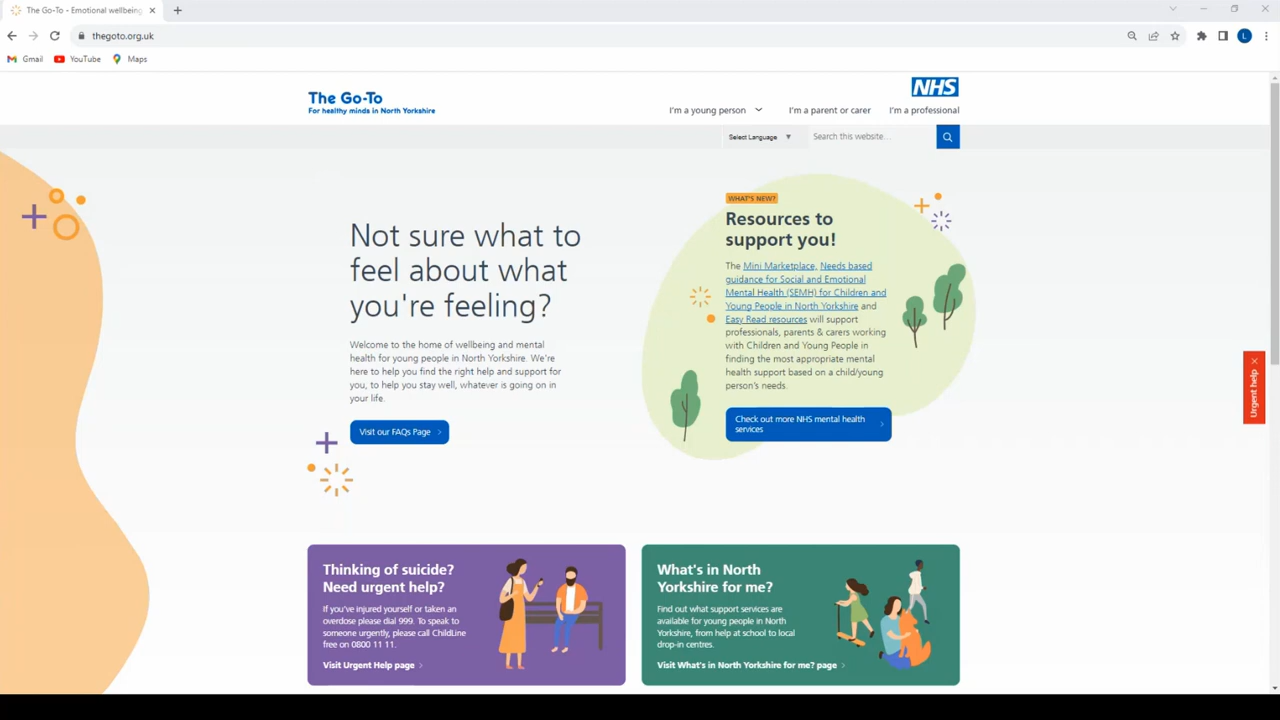 The Go-To - Emotional wellbeing
thegoto.org.uk
L
Gmail
YouTube
Maps
The Go-To
For healthy minds in North Yorkshire
NHS
I'm a young person
I'm a parent or carer
I'm a professional
Select Language
Search this website...
Not sure what to
feel about what
you're feeling?
Welcome to the home of wellbeing and mental
health for young people in North Yorkshire. We're
here to help you find the right help and support for
you, to help you stay well, whatever is going on in
your life.
Visit our FAQs Page
WHAT'S NEW?
Resources to
support you!
The Mini Marketplace, Needs based
guidance for Social and Emotional
Mental Health (SEMH) for Children and
Young People in North Yorkshire and
Easy Read resources will support
professionals, parents & carers working
with Children and Young People in
finding the most appropriate mental
health support based on a child/young
person's needs.
Check out more NHS mental health
services
Urgent help
Thinking of suicide?
Need urgent help?
If you've injured yourself or taken an
overdose please dial 999. To speak to
someone urgently, please call ChildLine
free on 0800 11 11.
Visit Urgent Help page
What's in North
Yorkshire for me?
Find out what support services are
available for young people in North
Yorkshire, from help at school to local
drop-in centres.
Visit What's in North Yorkshire for me? page